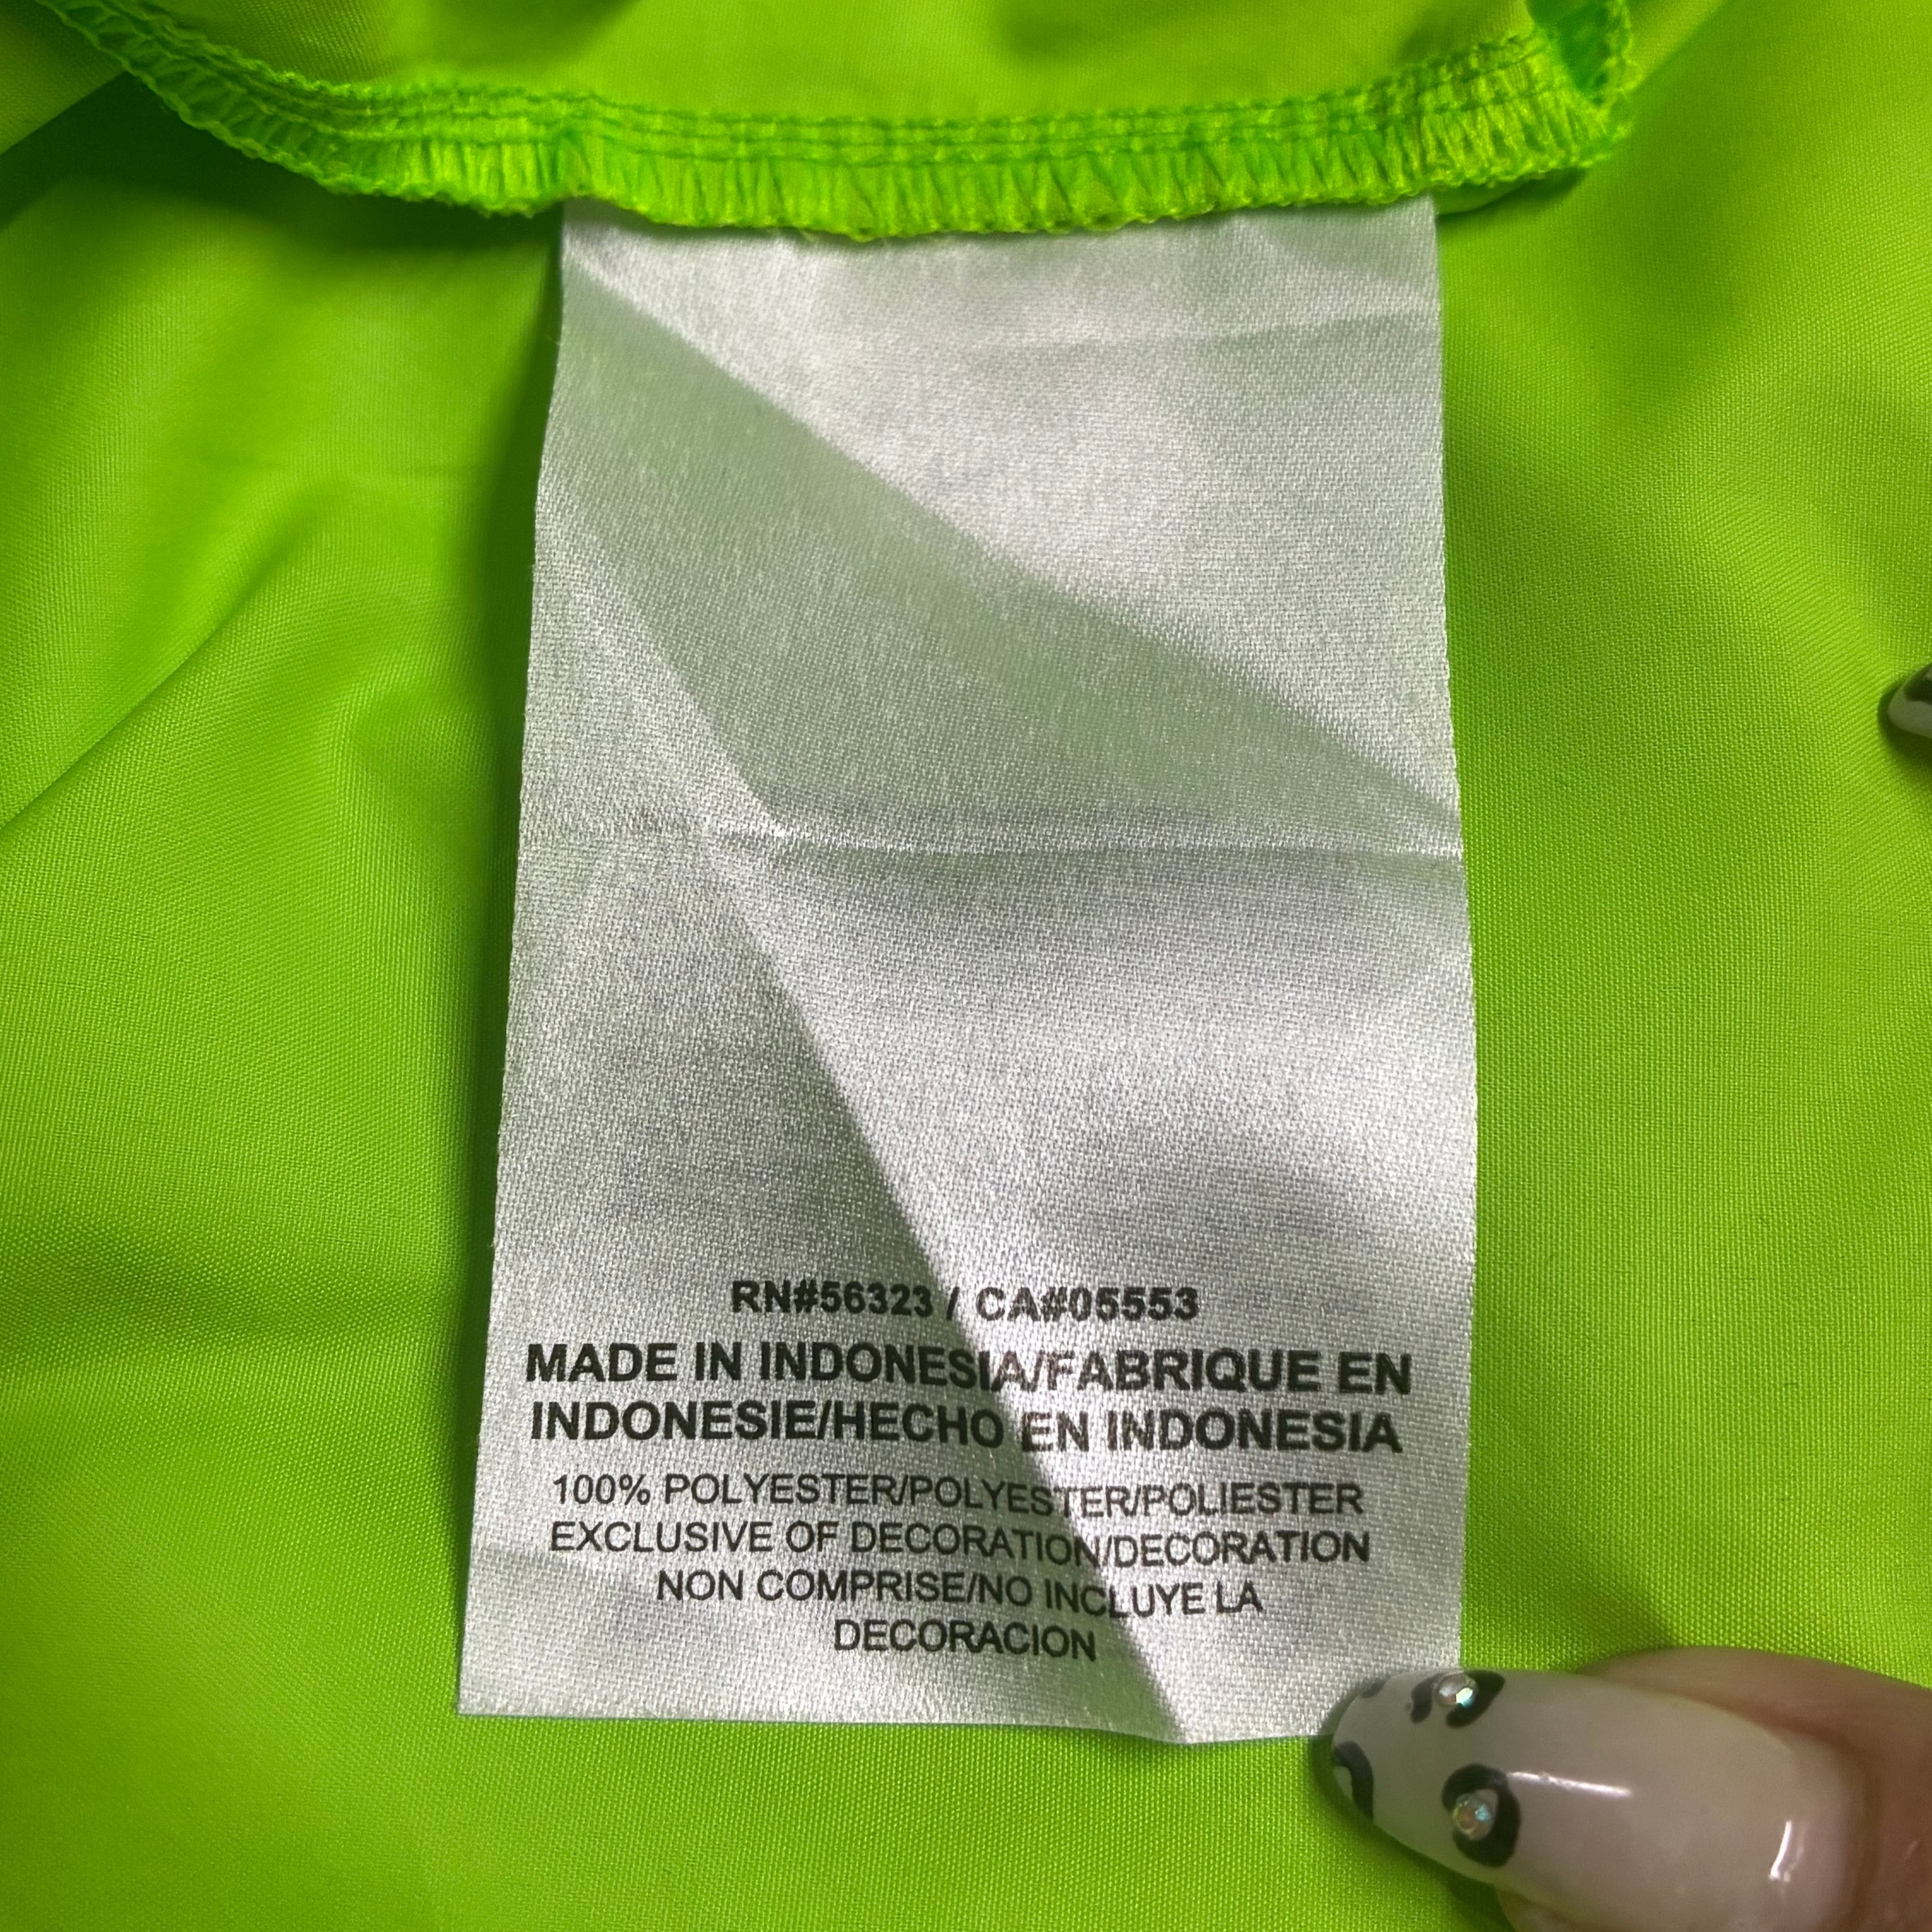 RN#56323 / CA#05553
MADE IN INDONESIA/FABRIQUE EN
INDONESIE/HECHO EN INDONESIA
100% POLYESTER/POLYESTER/POLIESTER
EXCLUSIVE OF DECORATION/DECORATION
NON COMPRISE/NO INCLUYE LA
DECORACION